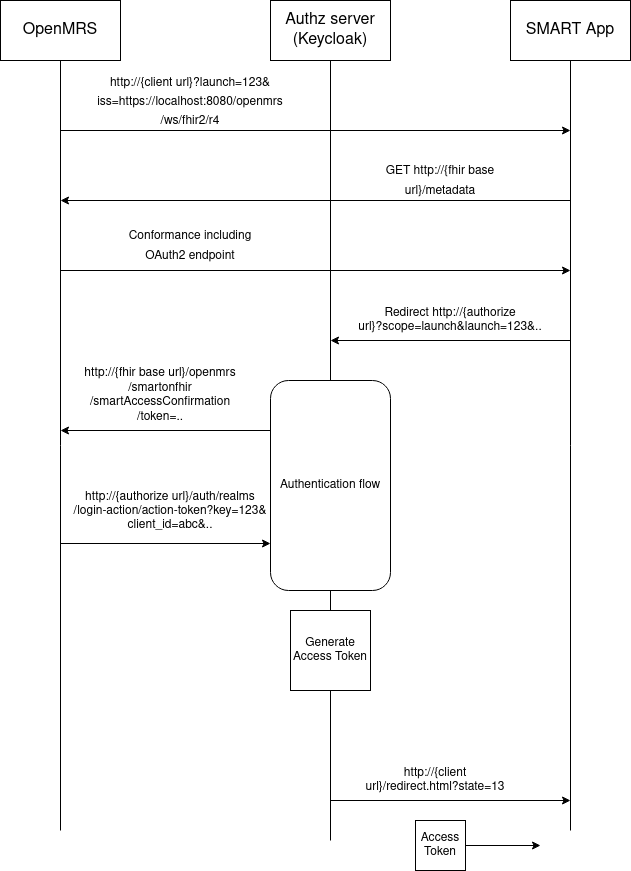 OpenMRS
Authz server
(Keycloak)
SMART App
http://{client url}?launch=123&
iss=https://localhost:8080/openmrs
/ws/fhir2/r4
GET http://{fhir base
url}/metadata
Conformance including
OAuth2 endpoint
Redirect http://{authorize
url}?scope=launch&launch=123&..
http://{fhir base url}/openmrs
/smartonfhir
/smartAccessConfirmation
/token=..
Authentication flow
http://{authorize url}/auth/realms
/login-action/action-token?key=123&
client_id=abc&..
Generate
Access Token
http://{client
url}/redirect.html?state=13
Access
Token